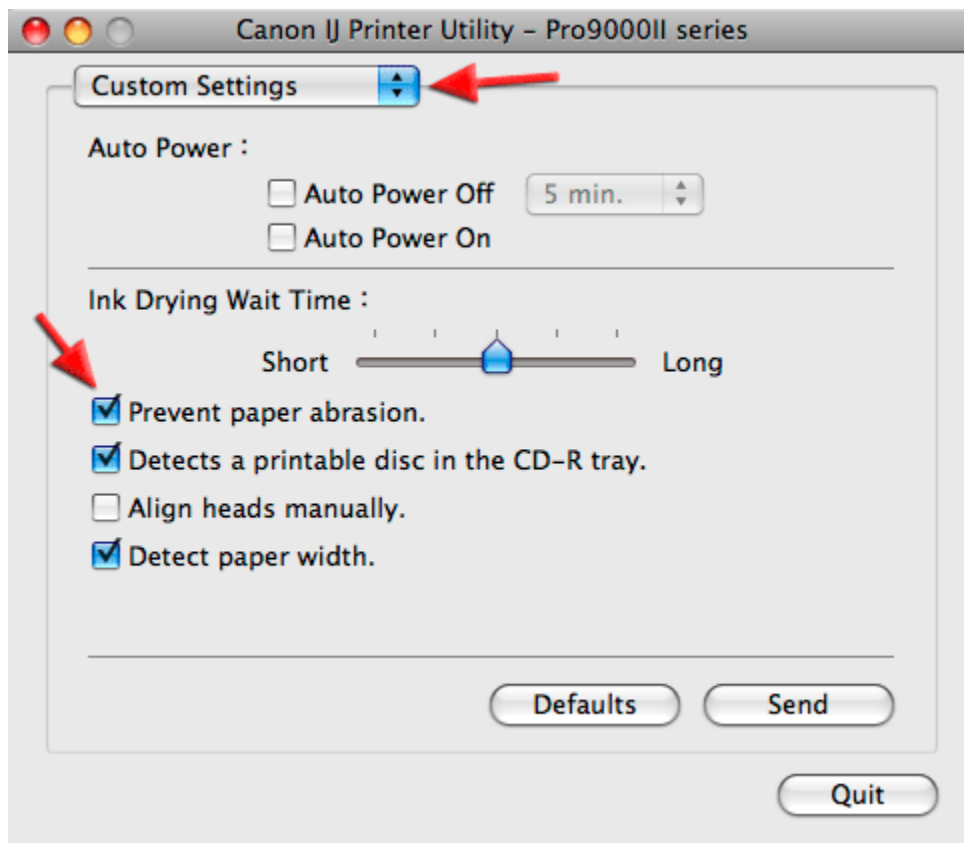 Canon IJ Printer Utility – Pro9000II series
Custom Settings
Auto Power :
Auto Power Off 5 min.
Auto Power On
Ink Drying Wait Time :
Short Long
Prevent paper abrasion.
Detects a printable disc in the CD-R tray.
Align heads manually.
Detect paper width.
Defaults Send
Quit